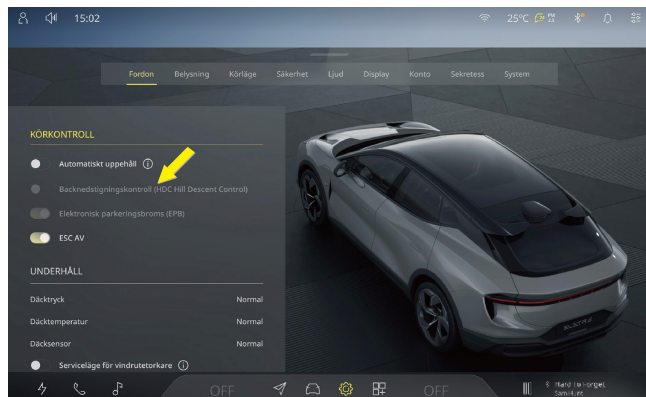 15:02
25°C
Fordon Belysning Körläge Säkerhet Ljud Display Konto Sekretess System
KÖRKONTROLL
Automatiskt uppehåll
Backnedstigningskontroll (HDC Hill Descent Control)
Elektronisk parkeringsbroms (EPB)
ESC AV
UNDERHÅLL
Däcktryck Normal
Däcktemperatur Normal
Däcksensor Normal
Serviceläge för vindrutetorkare
OFF OFF